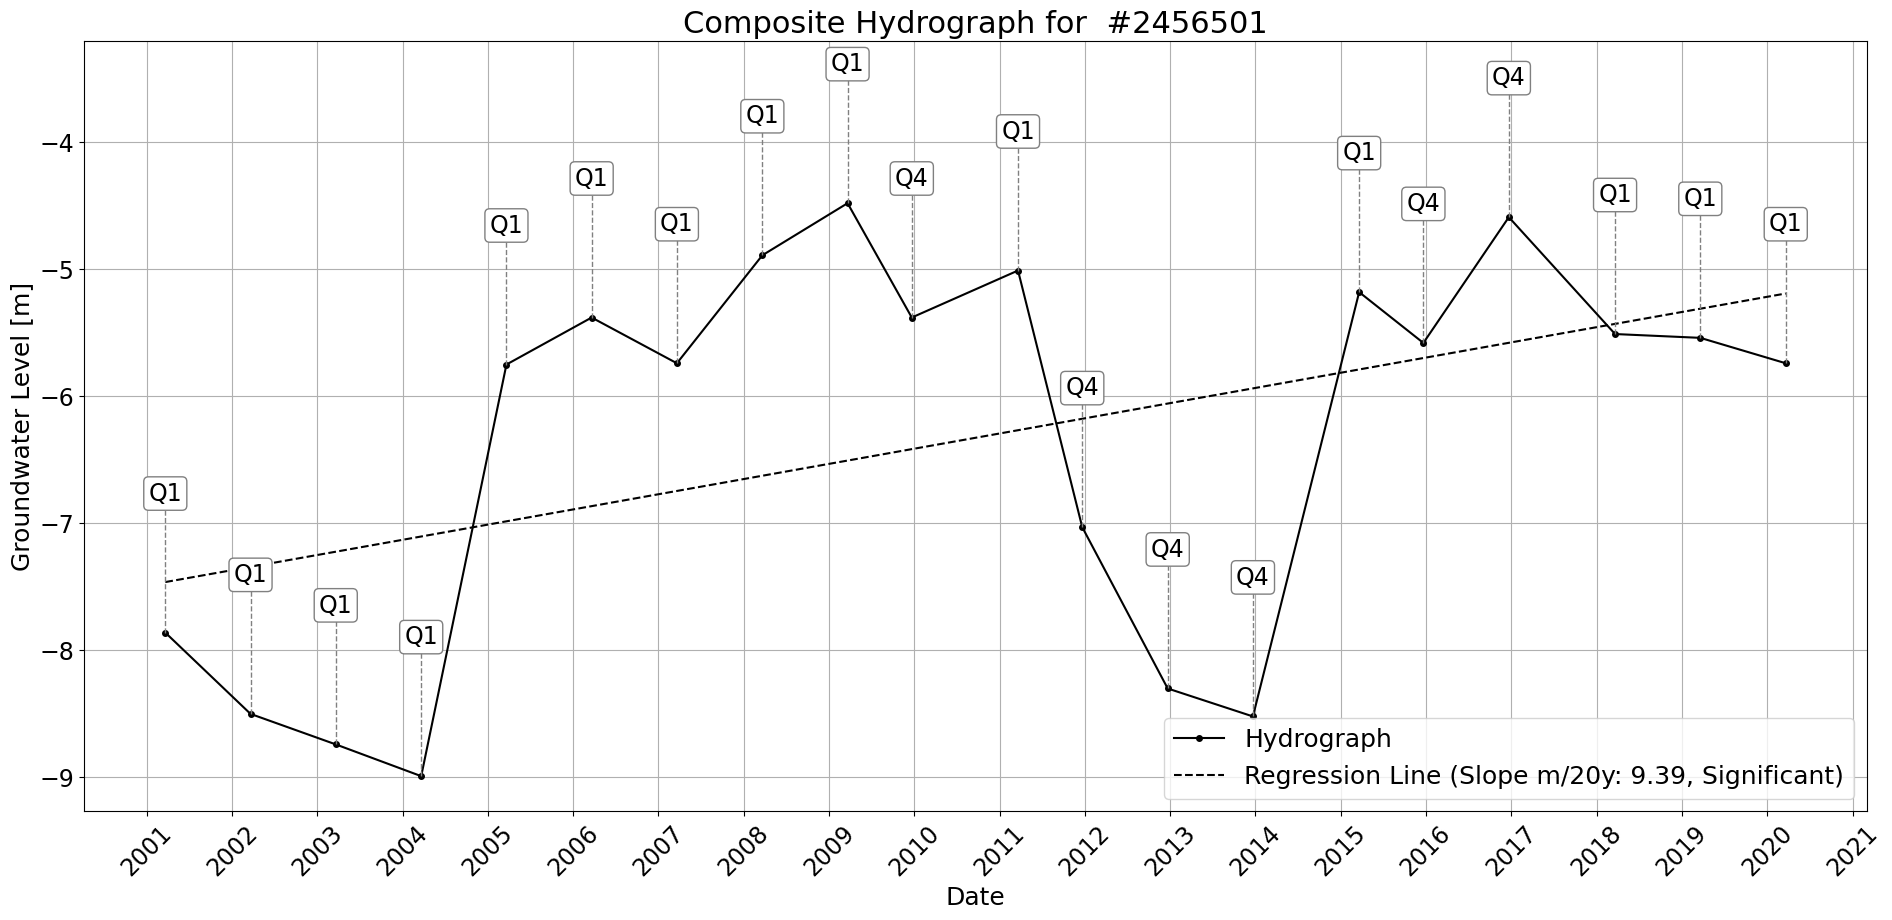 Composite Hydrograph for  #2456501
Q1
Q1
Q1
Q1
Q1
Q1
Q1
Q1
Q1
Q4
Q1
Q4
Q4
Q4
Q1
Q4
Q4
Q1
Q1
Q1
Groundwater Level [m]
−4
−5
−6
−7
−8
−9
Hydrograph
Regression Line (Slope m/20y: 9.39, Significant)
2001
2002
2003
2004
2005
2006
2007
2008
2009
2010
2011
2012
2013
2014
2015
2016
2017
2018
2019
2020
2021
Date